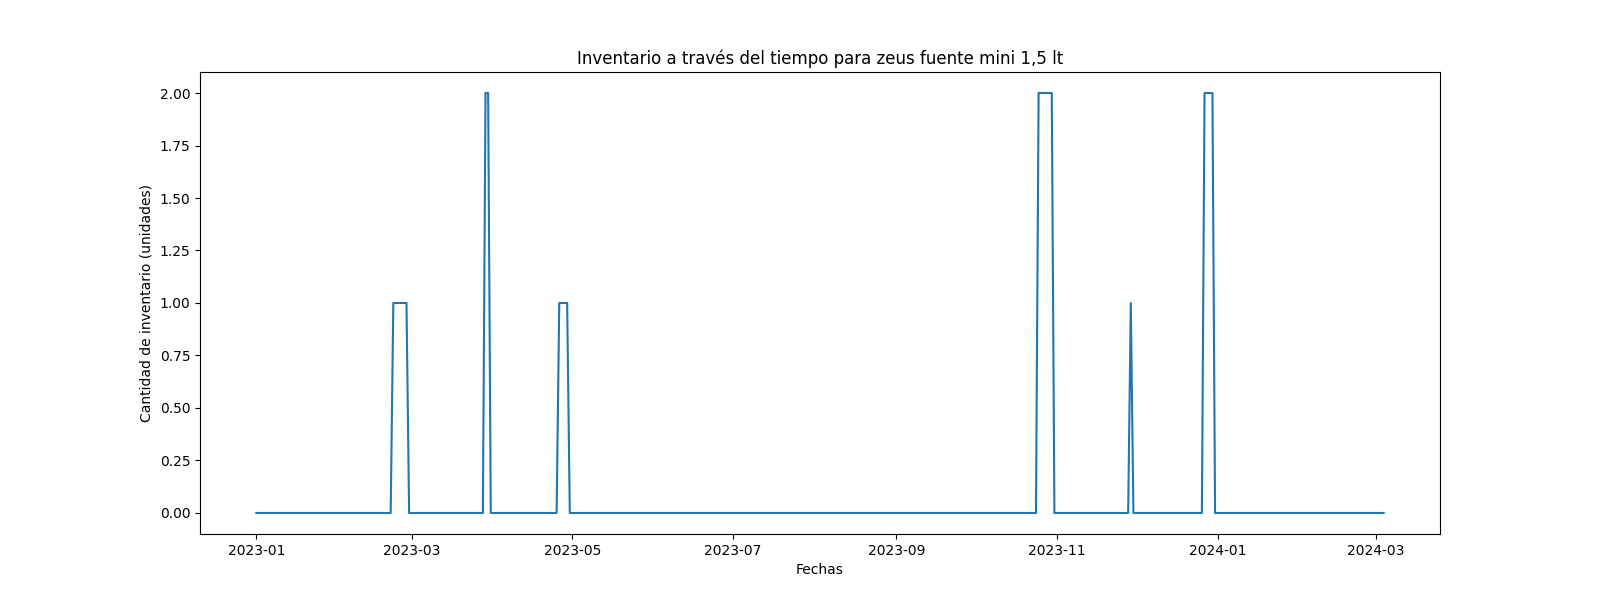 Inventario a través del tiempo para zeus fuente mini 1,5 lt
Cantidad de inventario (unidades)
2.00
1.75
1.50
1.25
1.00
0.75
0.50
0.25
0.00
2023-01 2023-03 2023-05 2023-07 2023-09 2023-11 2024-01 2024-03
Fechas